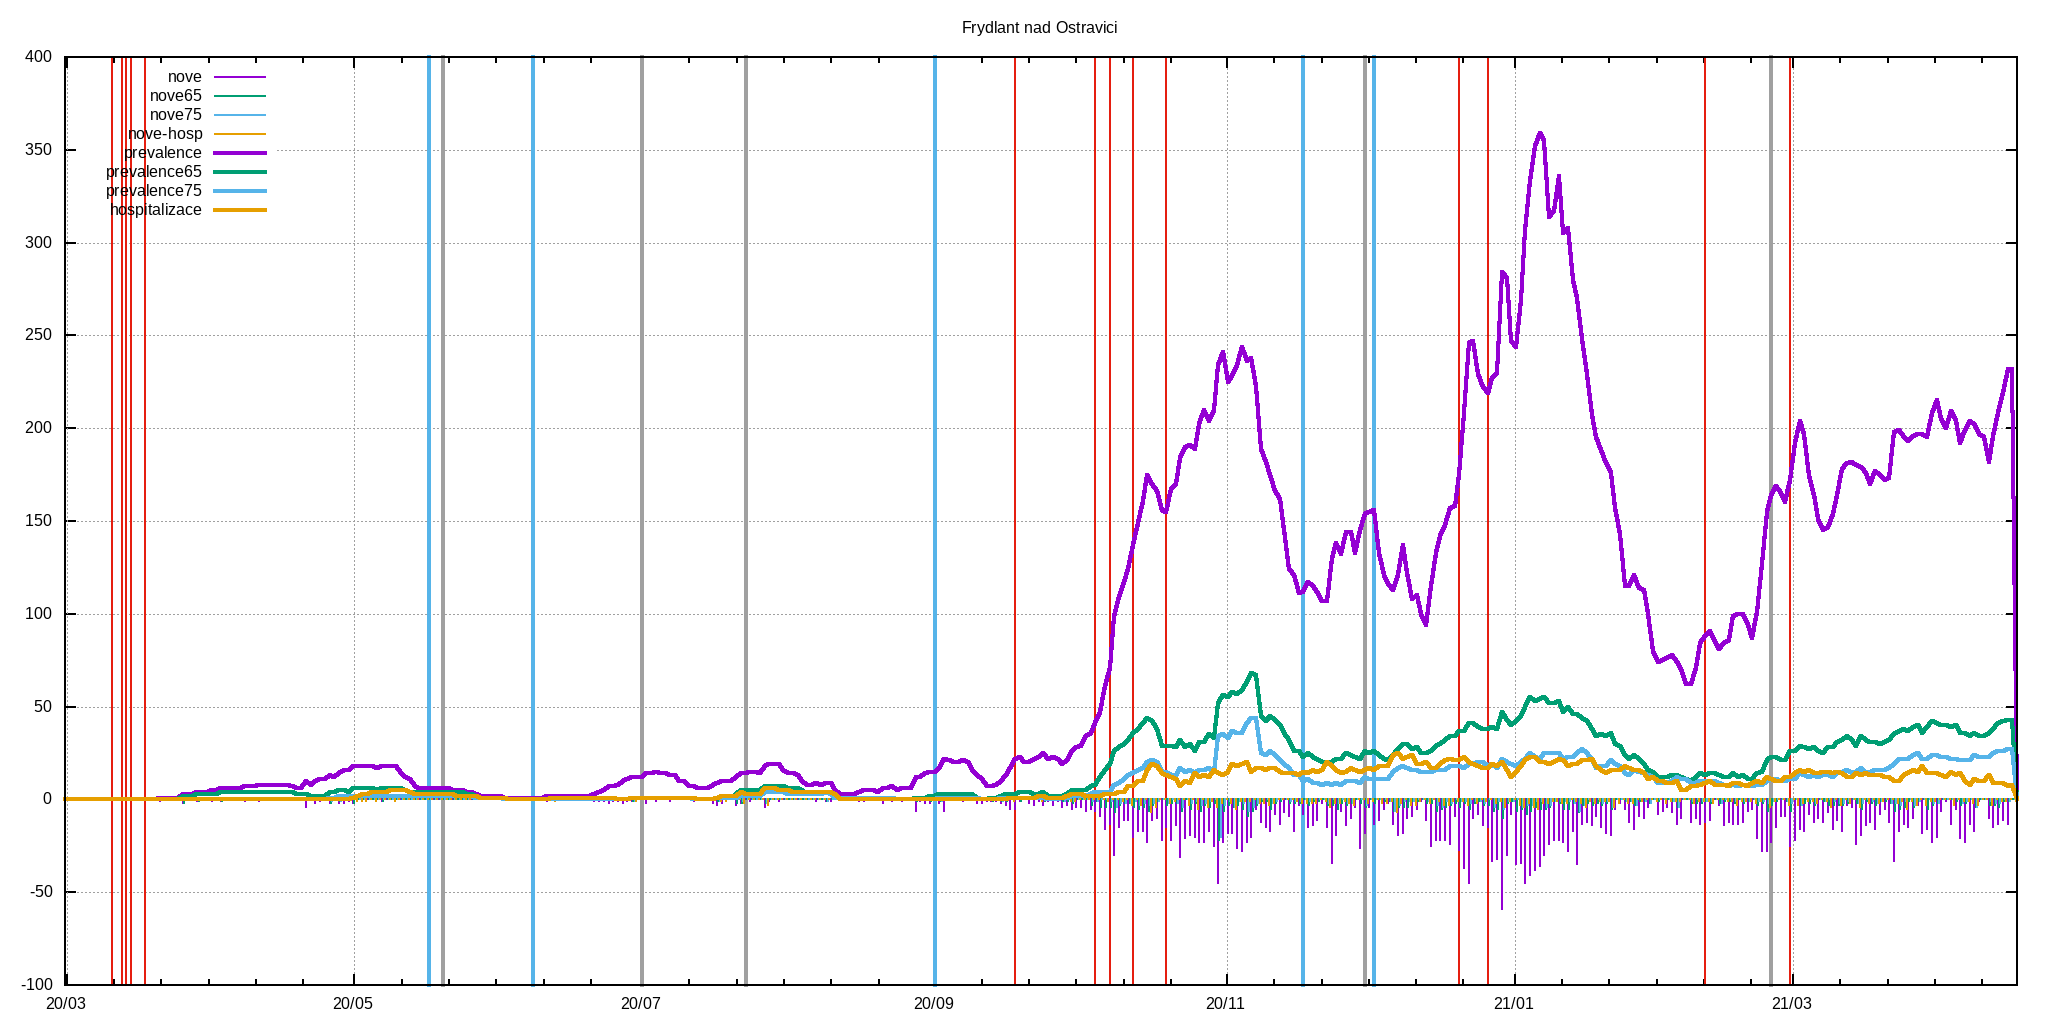 Frydlant nad Ostravici
400
350
300
250
200
150
100
50
0
-50
-100
nove
nove65
nove75
nove-hosp
prevalence
prevalence65
prevalence75
hospitalizace
20/03 20/05 20/07 20/09 20/11 21/01 21/03